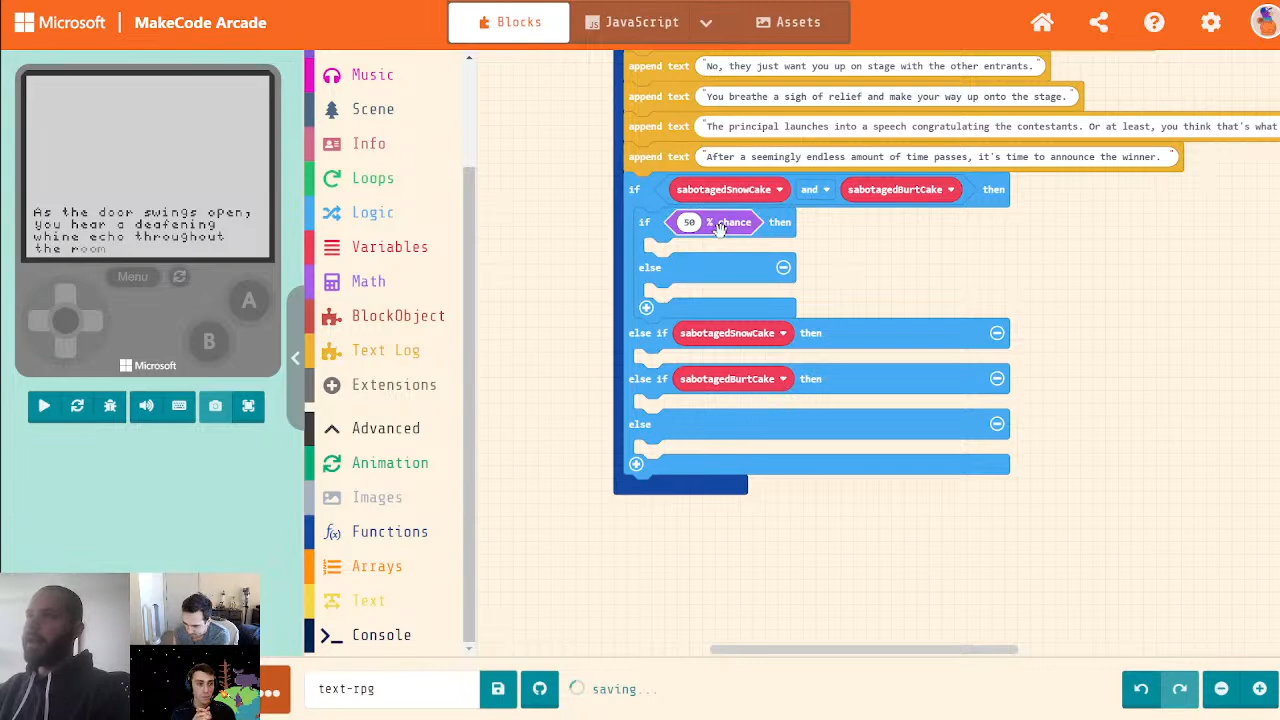 Microsoft
MakeCode Arcade
Blocks
JavaScript
Assets
As the door swings open,
you hear a deafening
whine echo throughout
the room
Menu
A
B
Microsoft
Music
Scene
Info
Loops
Logic
Variables
Math
BlockObject
Text Log
Extensions
Advanced
Animation
Images
Functions
Arrays
Text
Console
append text "No, they just want you up on stage with the other entrants."
append text "You breathe a sigh of relief and make your way up onto the stage."
append text "The principal launches into a speech congratulating the contestants. Or at least, you think that's what
append text "After a seemingly endless amount of time passes, it's time to announce the winner. "
if sabotagedSnowCake and sabotagedBurtCake then
if 50 % chance then
else
else if sabotagedSnowCake then
else if sabotagedBurtCake then
else
text-rpg
saving...